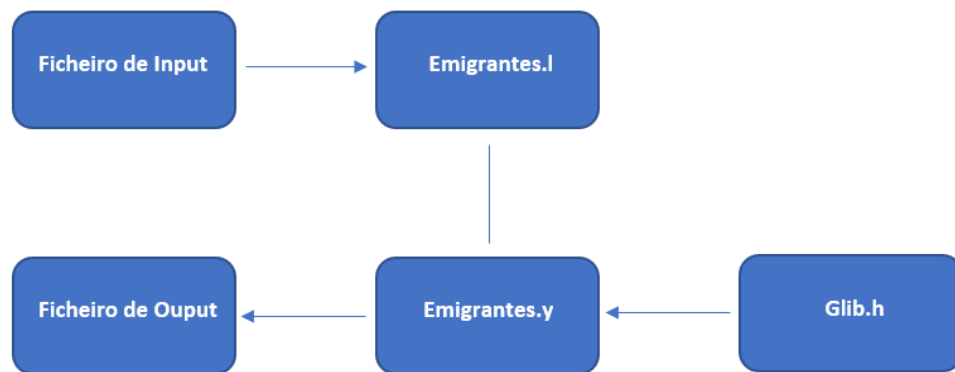 Ficheiro de Input
Emigrantes.l
Ficheiro de Ouput
Emigrantes.y
Glib.h